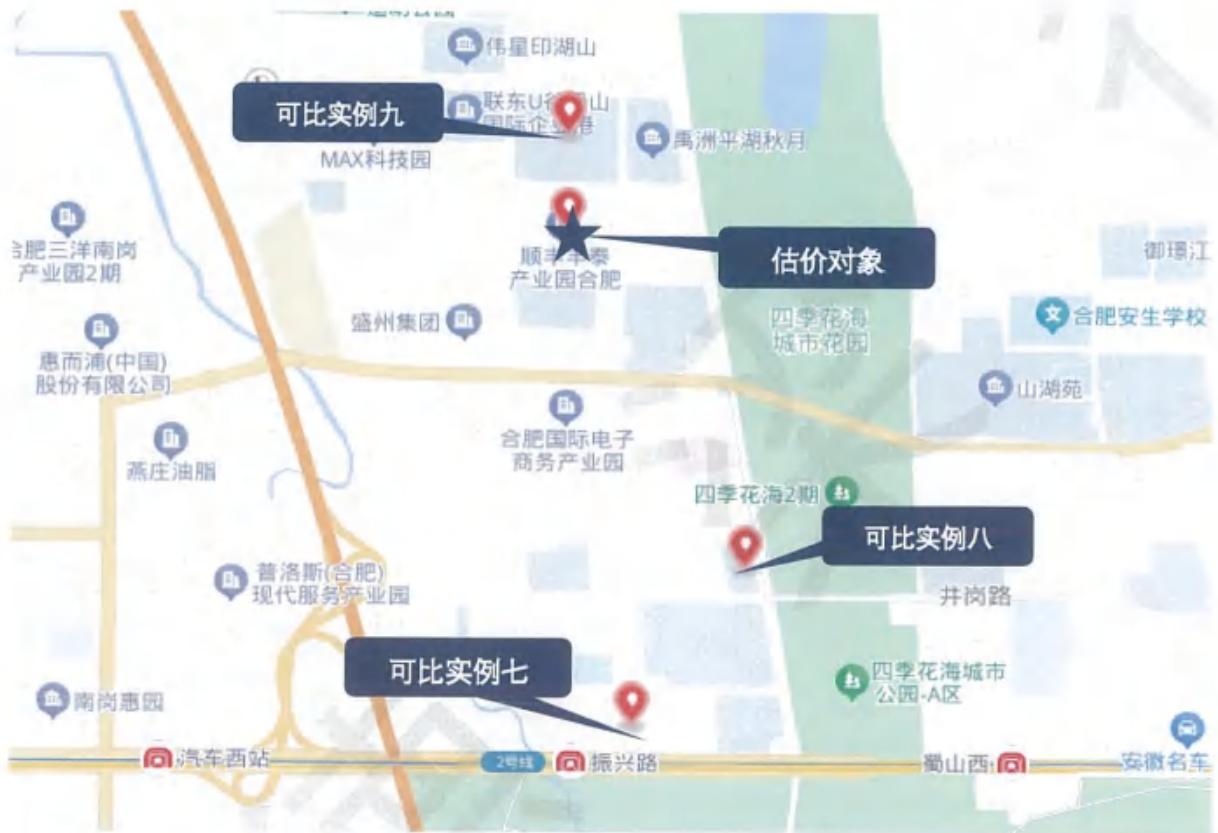 伟星印湖山
可比实例九
联东U谷蜀山
国际企业港
MAX科技园
禹洲平湖秋月
合肥三洋南岗
产业园2期
顺丰丰泰
产业园合肥
估价对象
御璟江
盛州集团
四季花海
城市花园
合肥安生学校
惠而浦(中国)
股份有限公司
山湖苑
合肥国际电子
商务产业园
燕庄油脂
四季花海2期
可比实例八
普洛斯(合肥)
现代服务产业园
井岗路
可比实例七
四季花海城市
公园-A区
南岗惠园
汽车西站
2号线
振兴路
蜀山西
安徽名车